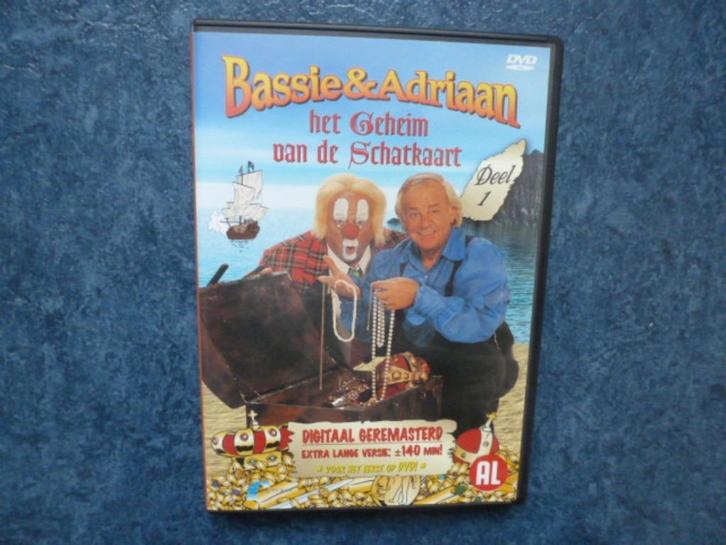 DVD
Bassie & Adriaan
het Geheim
van de Schatkaart
Deel
1
DIGITAAL GEREMASTERD
EXTRA LANGE VERSIE: ±140 MIN!
* VOOR HET EERST OP DVD! *
AL